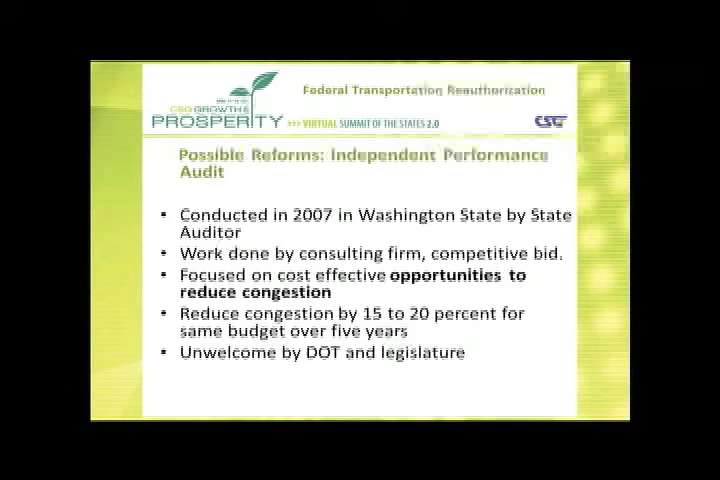 Federal Transportation Reauthorization
GROWTH &
PROSPERITY >>> VIRTUAL SUMMIT OF THE STATES 2.0
CSG
Possible Reforms: Independent Performance
Audit
• Conducted in 2007 in Washington State by State
Auditor
• Work done by consulting firm, competitive bid.
• Focused on cost effective opportunities to
reduce congestion
• Reduce congestion by 15 to 20 percent for
same budget over five years
• Unwelcome by DOT and legislature